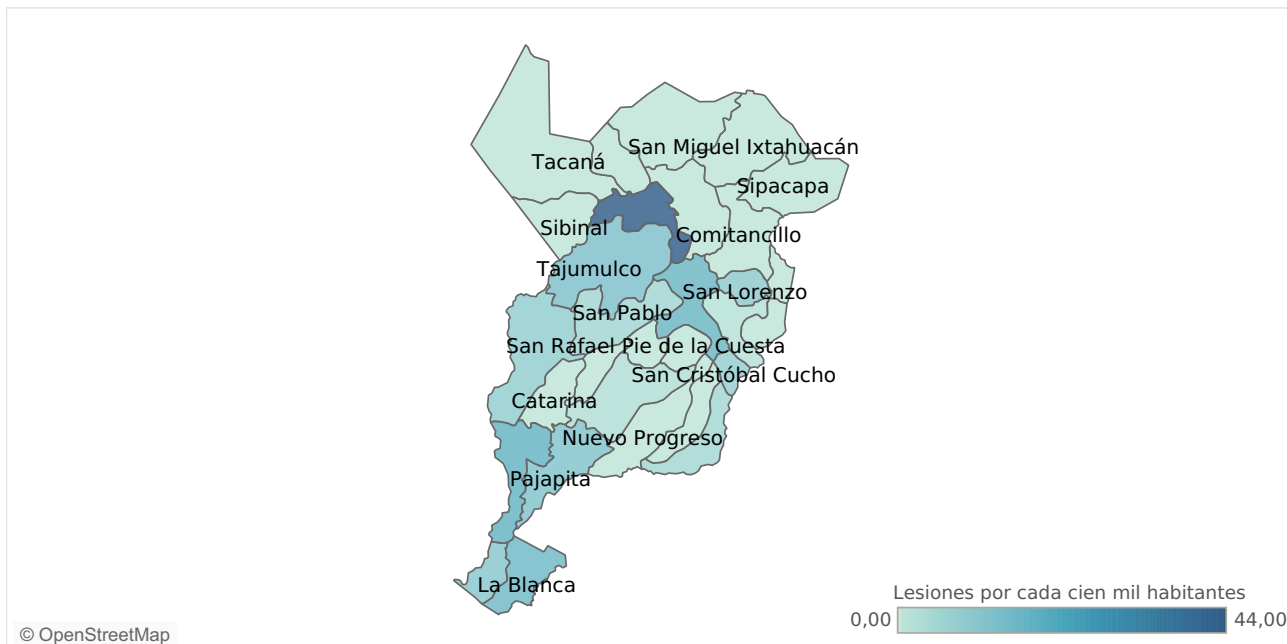 San Miguel Ixtahuacán
Tacaná
Sipacapa
Sibinal
Comitancillo
Tajumulco
San Lorenzo
San Pablo
San Rafael Pie de la Cuesta
San Cristóbal Cucho
Catarina
Nuevo Progreso
Pajapita
La Blanca
Lesiones por cada cien mil habitantes
0,00 44,00
© OpenStreetMap